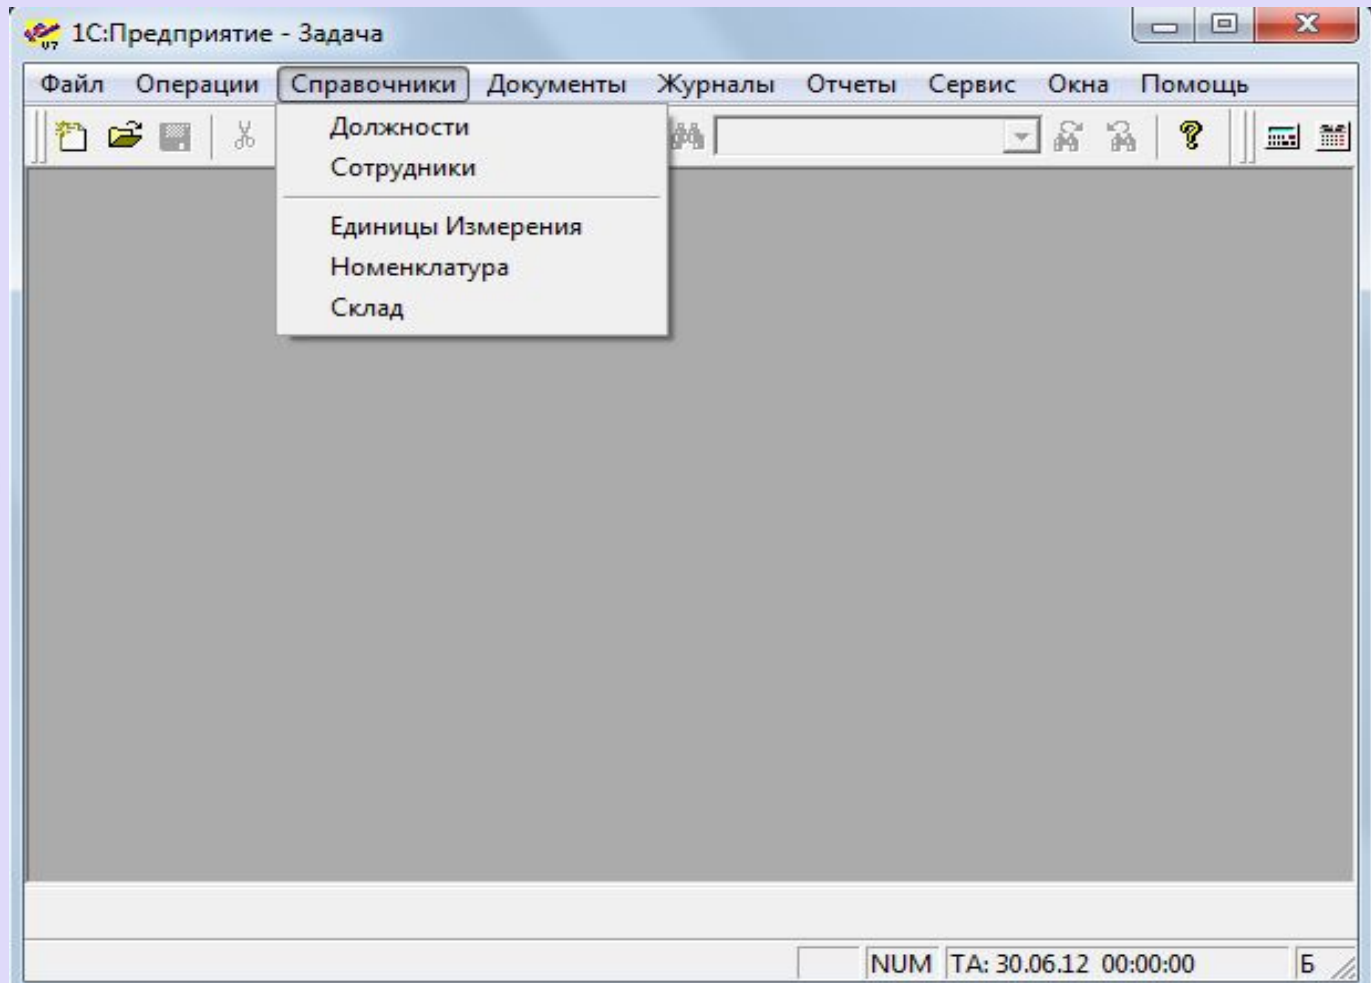 1С:Предприятие - Задача
Файл Операции Справочники Документы Журналы Отчеты Сервис Окна Помощь
Должности
Сотрудники
Единицы Измерения
Номенклатура
Склад
NUM TA: 30.06.12 00:00:00 Б